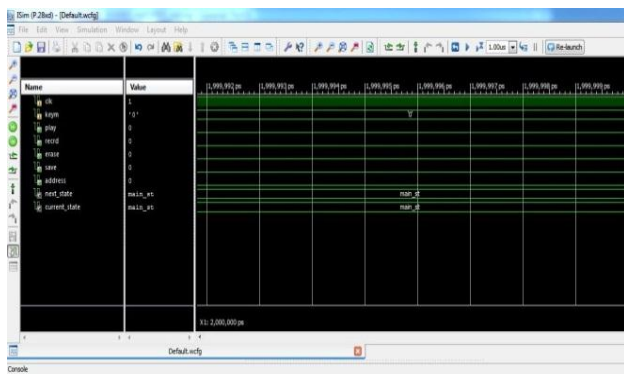 ISim (P.28xd) - [Default.wcfg]
File Edit View Simulation Window Layout Help
1.00us Re-launch
Name Value 1,999,992 ps 1,999,993 ps 1,999,994 ps 1,999,995 ps 1,999,996 ps 1,999,997 ps 1,999,998 ps 1,999,999 ps
clk 1
keym '0'
play 0
recrd 0
erase 0
save 0
address 0
next_state main_st main_st
current_state main_st main_st
X1: 2,000,000 ps
Default.wcfg
Console